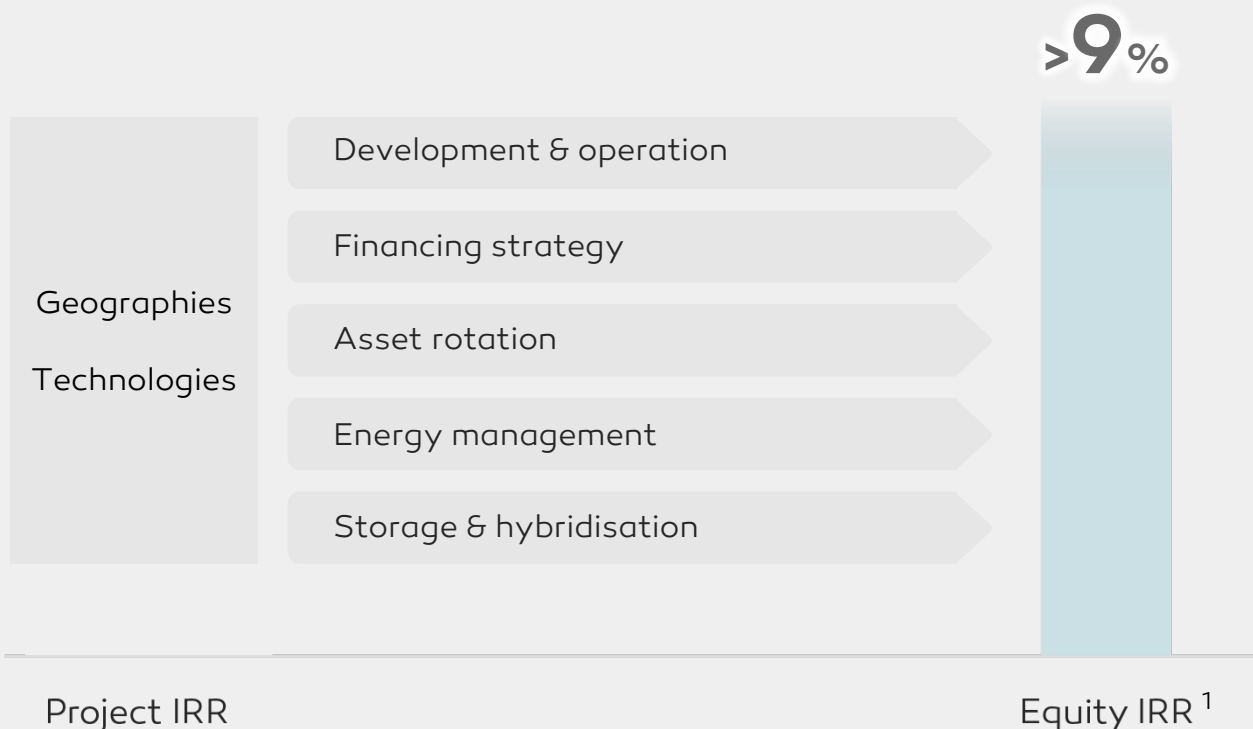 >9%
Development & operation
Financing strategy
Geographies
Asset rotation
Technologies
Energy management
Storage & hybridisation
Project IRR
Equity IRR 1